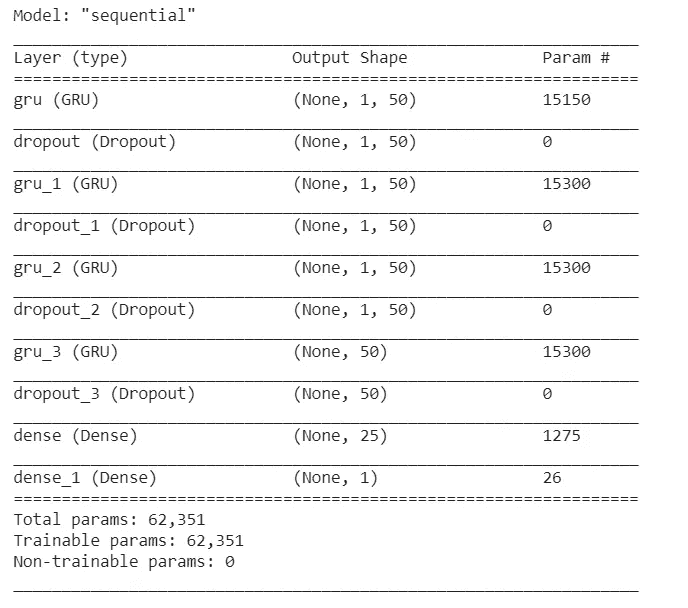 Model: "sequential"
Layer (type) Output Shape Param #
gru (GRU) (None, 1, 50) 15150
dropout (Dropout) (None, 1, 50) 0
gru_1 (GRU) (None, 1, 50) 15300
dropout_1 (Dropout) (None, 1, 50) 0
gru_2 (GRU) (None, 1, 50) 15300
dropout_2 (Dropout) (None, 1, 50) 0
gru_3 (GRU) (None, 50) 15300
dropout_3 (Dropout) (None, 50) 0
dense (Dense) (None, 25) 1275
dense_1 (Dense) (None, 1) 26
Total params: 62,351
Trainable params: 62,351
Non-trainable params: 0